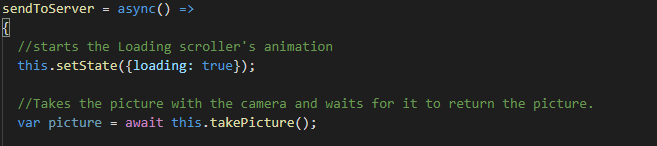 sendToServer = async() =>
{
//starts the Loading scroller's animation
this.setState({loading: true});
//Takes the picture with the camera and waits for it to return the picture.
var picture = await this.takePicture();